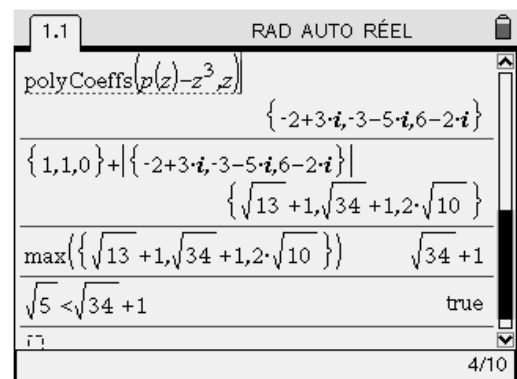 1.1 RAD AUTO RÉEL
polyCoeffs(p(z)-z³,z)
{-2+3·i,-3-5·i,6-2·i}
{1,1,0}+|{-2+3·i,-3-5·i,6-2·i}|
{√13 +1,√34 +1,2·√10 }
max({√13 +1,√34 +1,2·√10 }) √34 +1
√5 <√34 +1 true
4/10